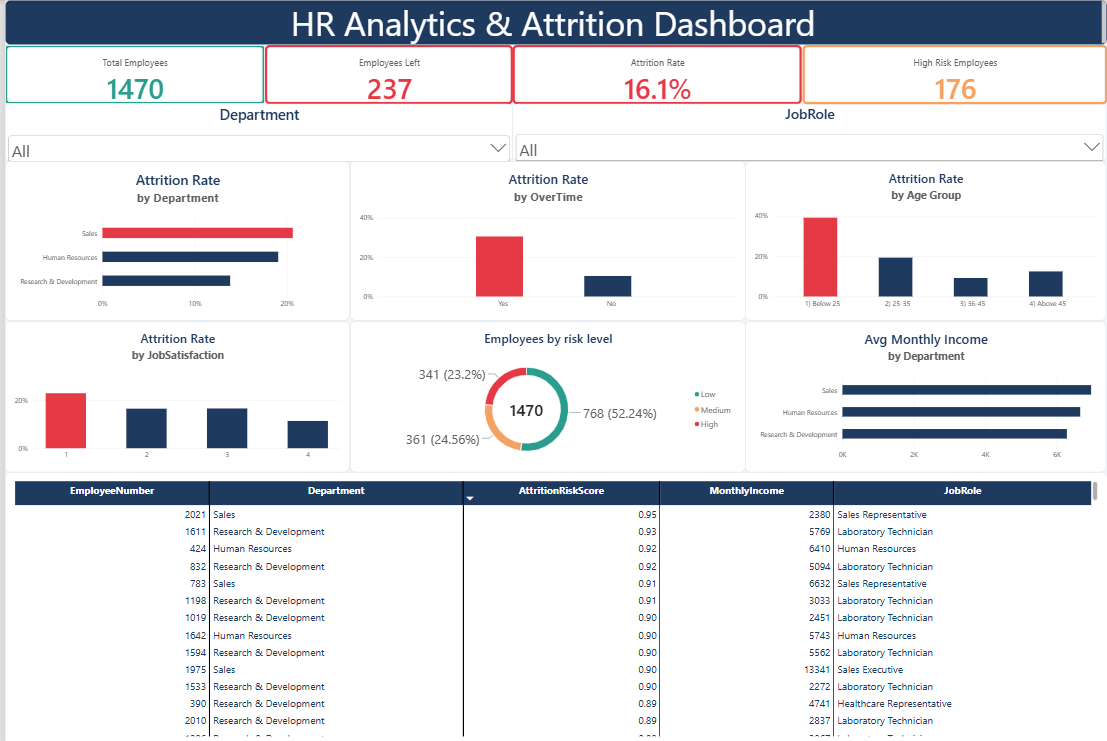 HR Analytics & Attrition Dashboard
Total Employees
1470
Employees Left
237
Attrition Rate
16.1%
High Risk Employees
176
Department
JobRole
All
All
Attrition Rate
by Department
Sales
Human Resources
Research & Development
0% 10% 20%
Attrition Rate
by OverTime
40%
20%
0%
Yes No
Attrition Rate
by Age Group
40%
20%
0%
1) Below 25 2) 25-35 3) 36-45 4) Above 45
Attrition Rate
by JobSatisfaction
20%
0%
1 2 3 4
Employees by risk level
341 (23.2%)
1470
768 (52.24%)
361 (24.56%)
Low
Medium
High
Avg Monthly Income
by Department
Sales
Human Resources
Research & Development
0K 2K 4K 6K
EmployeeNumber Department AttritionRiskScore MonthlyIncome JobRole
2021 Sales 0.95 2380 Sales Representative
1611 Research & Development 0.93 5769 Laboratory Technician
424 Human Resources 0.92 6410 Human Resources
832 Research & Development 0.92 5094 Laboratory Technician
783 Sales 0.91 6632 Sales Representative
1198 Research & Development 0.91 3033 Laboratory Technician
1019 Research & Development 0.90 2451 Laboratory Technician
1642 Human Resources 0.90 5743 Human Resources
1594 Research & Development 0.90 5562 Laboratory Technician
1975 Sales 0.90 13341 Sales Executive
1533 Research & Development 0.90 2272 Laboratory Technician
390 Research & Development 0.89 4741 Healthcare Representative
2010 Research & Development 0.89 2837 Laboratory Technician